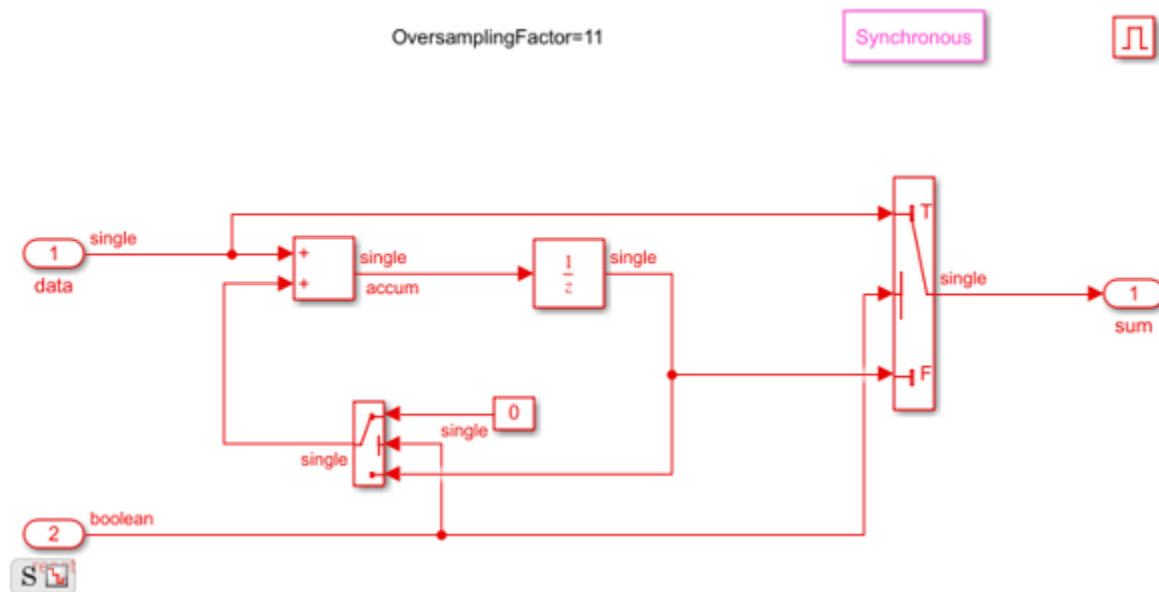 OversamplingFactor=11
Synchronous
T
1
single
data
+
+
single
accum
1
z
single
single
1
sum
F
0
single
single
2
boolean
S